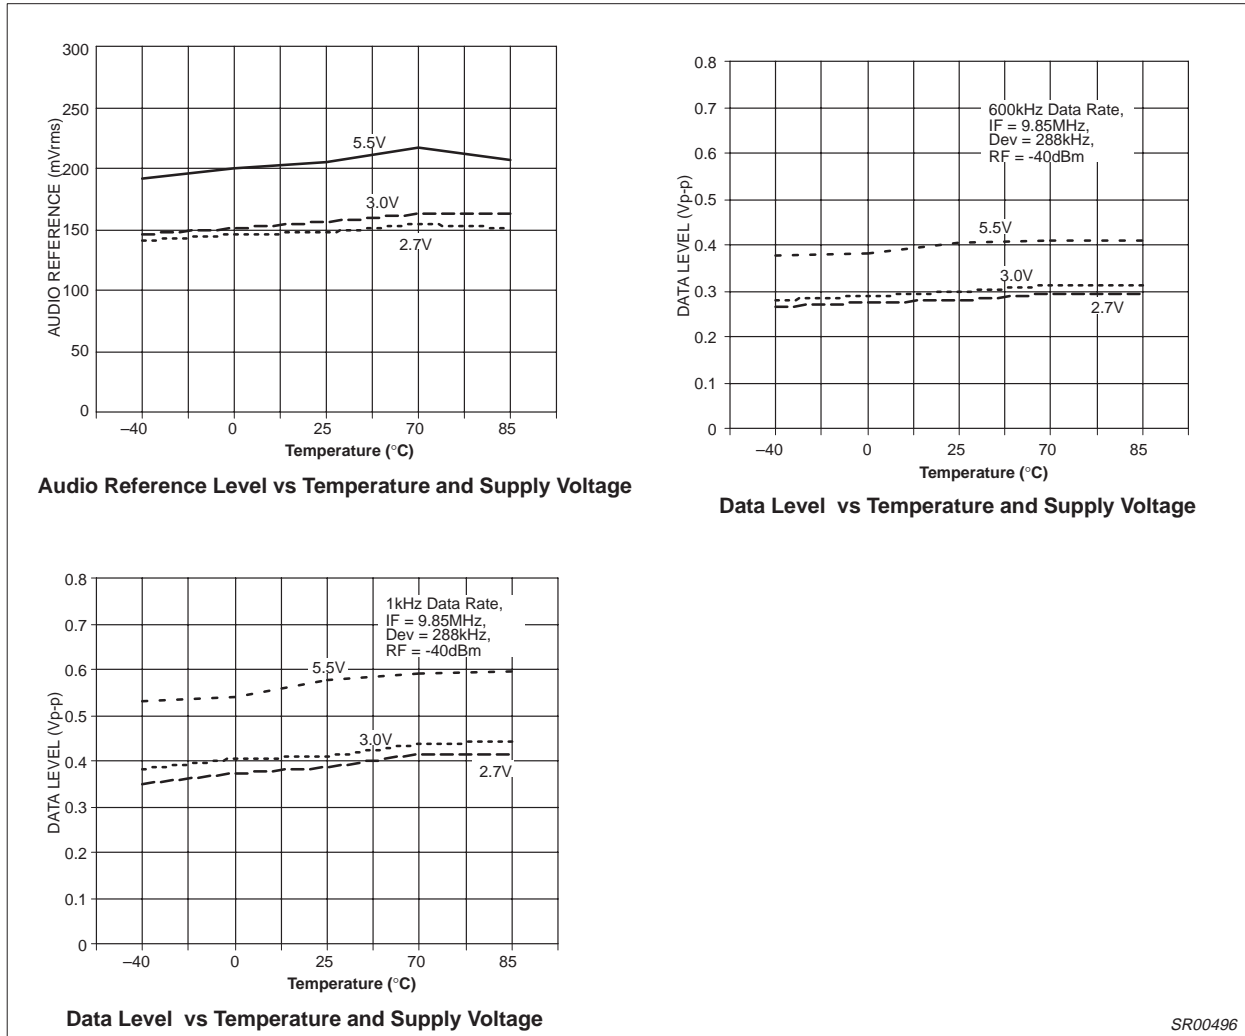 300
250
200
150
100
50
0
AUDIO REFERENCE (mVrms)
5.5V
3.0V
2.7V
–40 0 25 70 85
Temperature (°C)
Audio Reference Level vs Temperature and Supply Voltage
0.8
0.7
0.6
0.5
0.4
0.3
0.2
0.1
0
DATA LEVEL (Vp-p)
600kHz Data Rate,
IF = 9.85MHz,
Dev = 288kHz,
RF = -40dBm
5.5V
3.0V
2.7V
–40 0 25 70 85
Temperature (°C)
Data Level vs Temperature and Supply Voltage
0.8
0.7
0.6
0.5
0.4
0.3
0.2
0.1
0
DATA LEVEL (Vp-p)
1kHz Data Rate,
IF = 9.85MHz,
Dev = 288kHz,
RF = -40dBm
5.5V
3.0V
2.7V
–40 0 25 70 85
Temperature (°C)
Data Level vs Temperature and Supply Voltage
SR00496